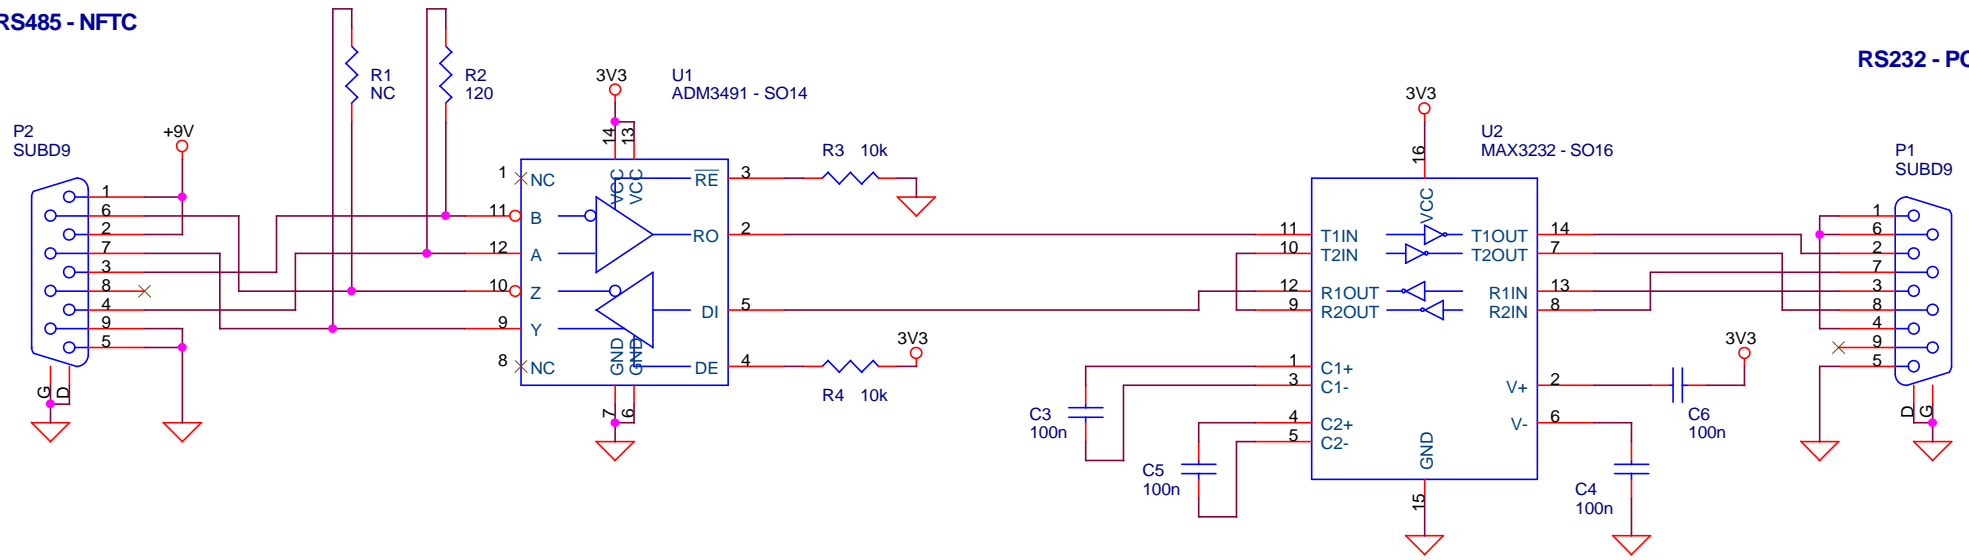 RS485 - NFTC
RS232 - PC
P2
SUBD9
+9V
1
6
2
7
3
8
4
9
5
G
D
R1
NC
R2
120
3V3
U1
ADM3491 - SO14
14
13
VCC
VCC
1
NC
11
B
12
A
10
Z
9
Y
8
NC
RE
3
RO
2
DI
5
DE
4
GND
GND
7
6
R3 10k
3V3
R4 10k
3V3
U2
MAX3232 - SO16
16
VCC
11
T1IN
10
T2IN
12
R1OUT
9
R2OUT
1
C1+
3
C1-
4
C2+
5
C2-
T1OUT
14
T2OUT
7
R1IN
13
R2IN
8
V+
2
V-
6
GND
15
C3
100n
C5
100n
3V3
C6
100n
C4
100n
P1
SUBD9
1
6
2
7
3
8
4
9
5
D
G